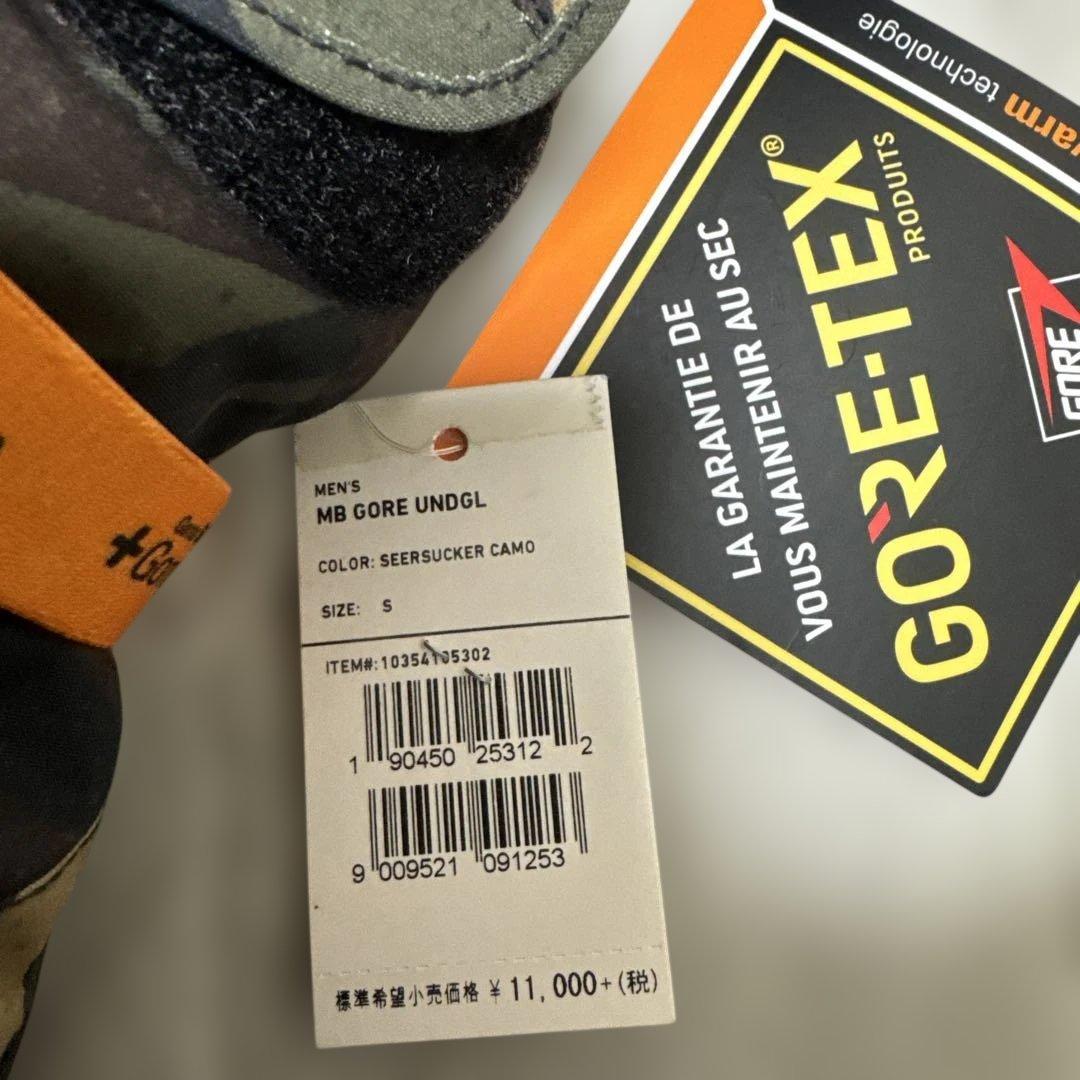 MEN'S
MB GORE UNDGL
COLOR: SEERSUCKER CAMO
SIZE: S
ITEM#:10354105302
1 90450 25312 2
9 009521 091253
標準希望小売価格 ¥ 11,000+(税)
technologie
LA GARANTIE DE
VOUS MAINTENIR AU SEC
GORE-TEX®
PRODUITS
GORE